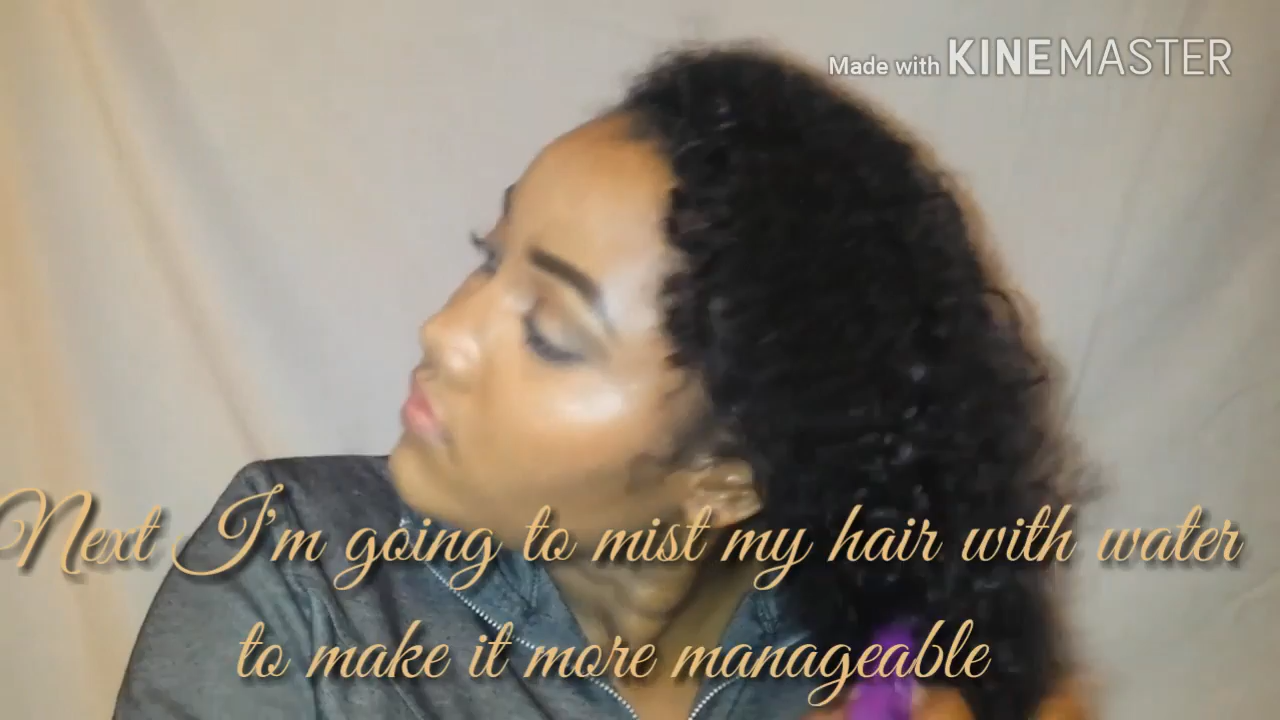 Made with KINEMASTER
Next I'm going to mist my hair with water
to make it more manageable